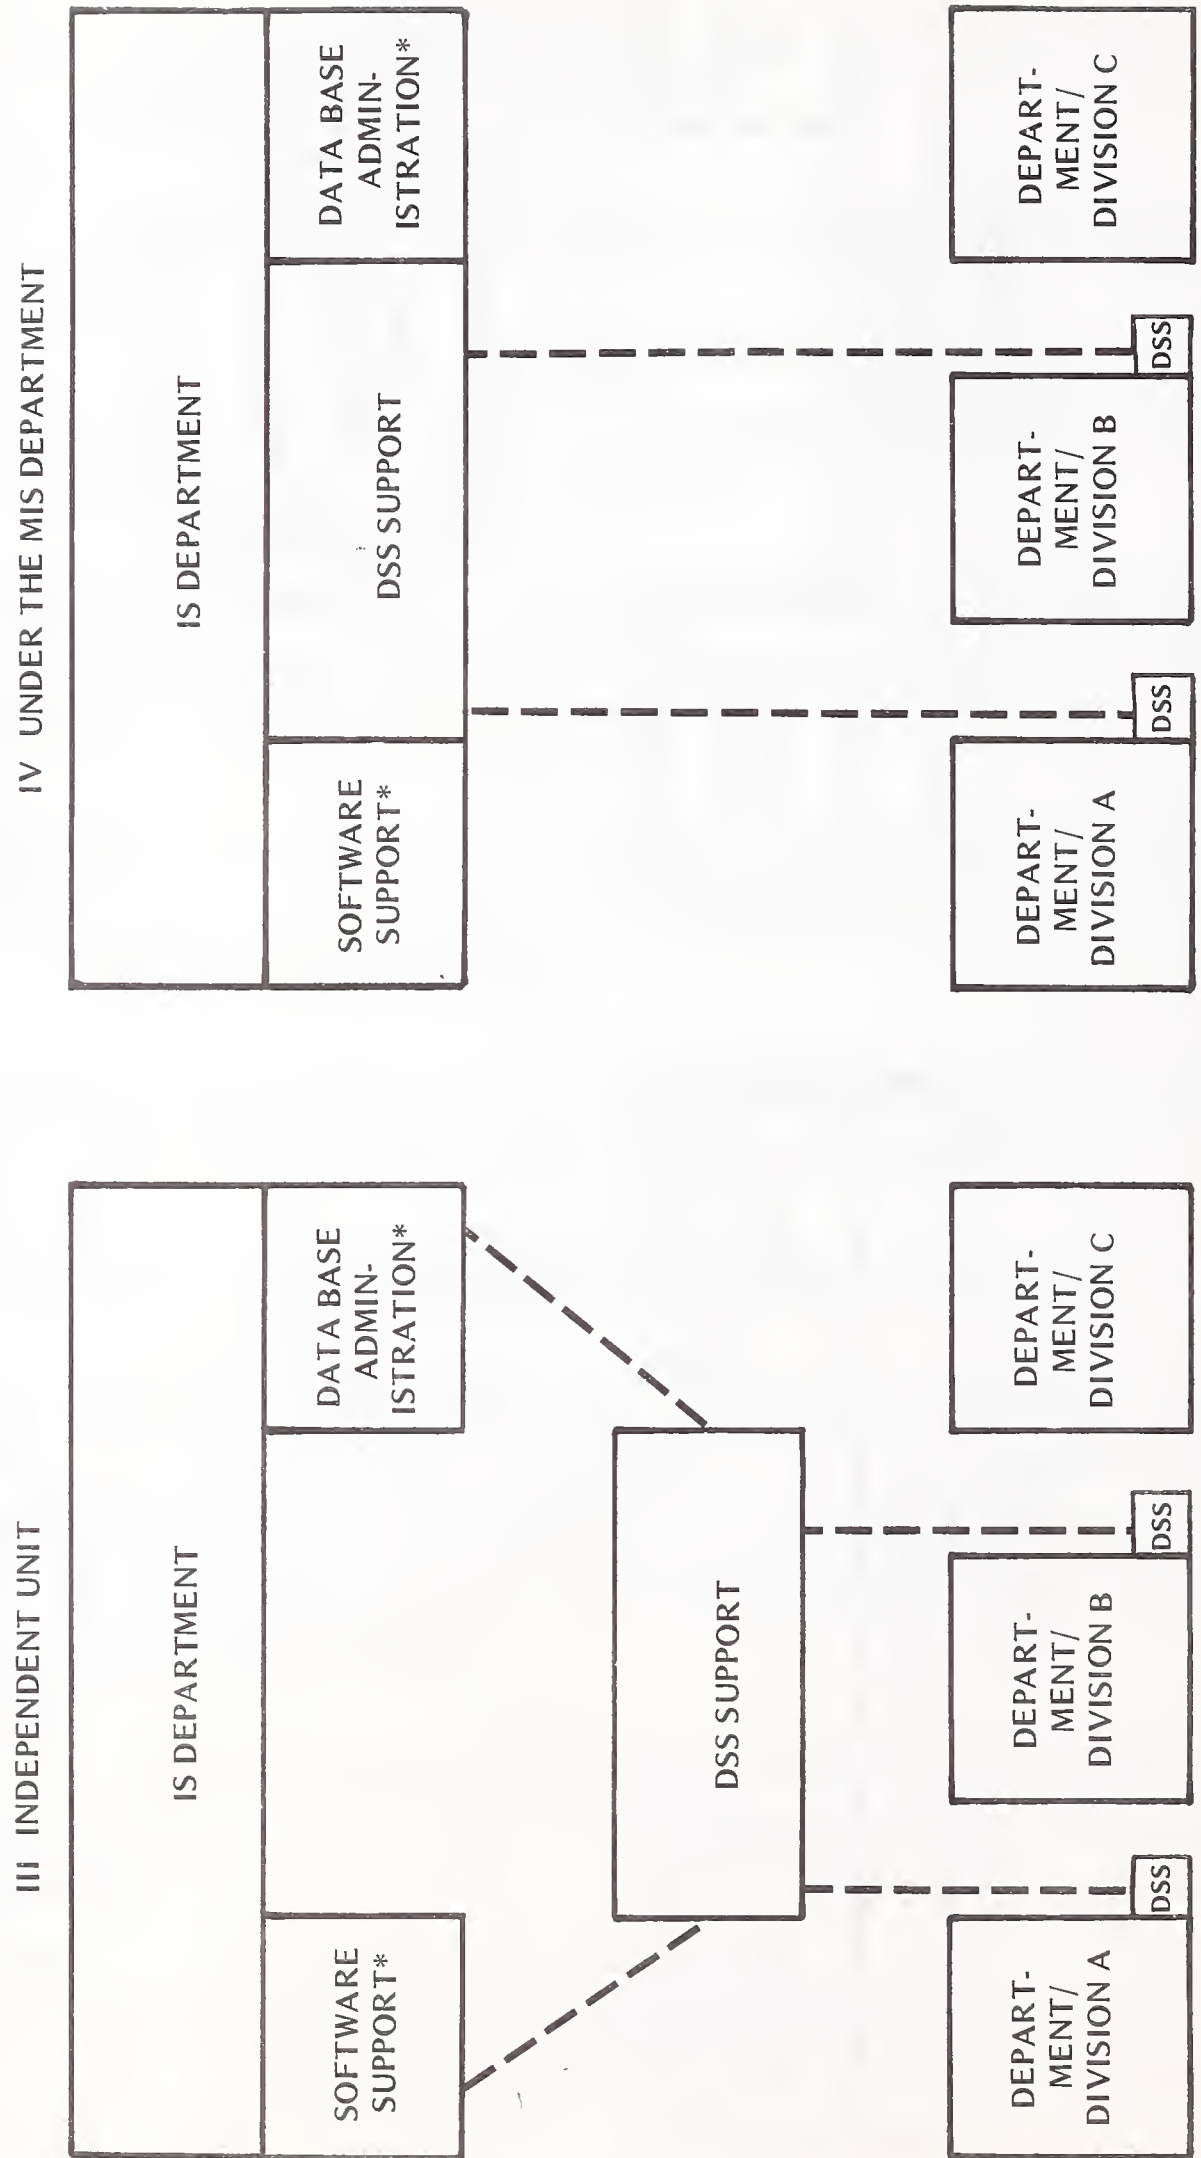 III INDEPENDENT UNIT
IS DEPARTMENT
SOFTWARE
SUPPORT*
DATA BASE
ADMIN-
ISTRATION*
DSS SUPPORT
DEPART-
MENT/
DIVISION A
DSS
DEPART-
MENT/
DIVISION B
DSS
DEPART-
MENT/
DIVISION C
IV UNDER THE MIS DEPARTMENT
IS DEPARTMENT
SOFTWARE
SUPPORT*
DSS SUPPORT
DATA BASE
ADMIN-
ISTRATION*
DEPART-
MENT/
DIVISION A
DSS
DEPART-
MENT/
DIVISION B
DSS
DEPART-
MENT/
DIVISION C